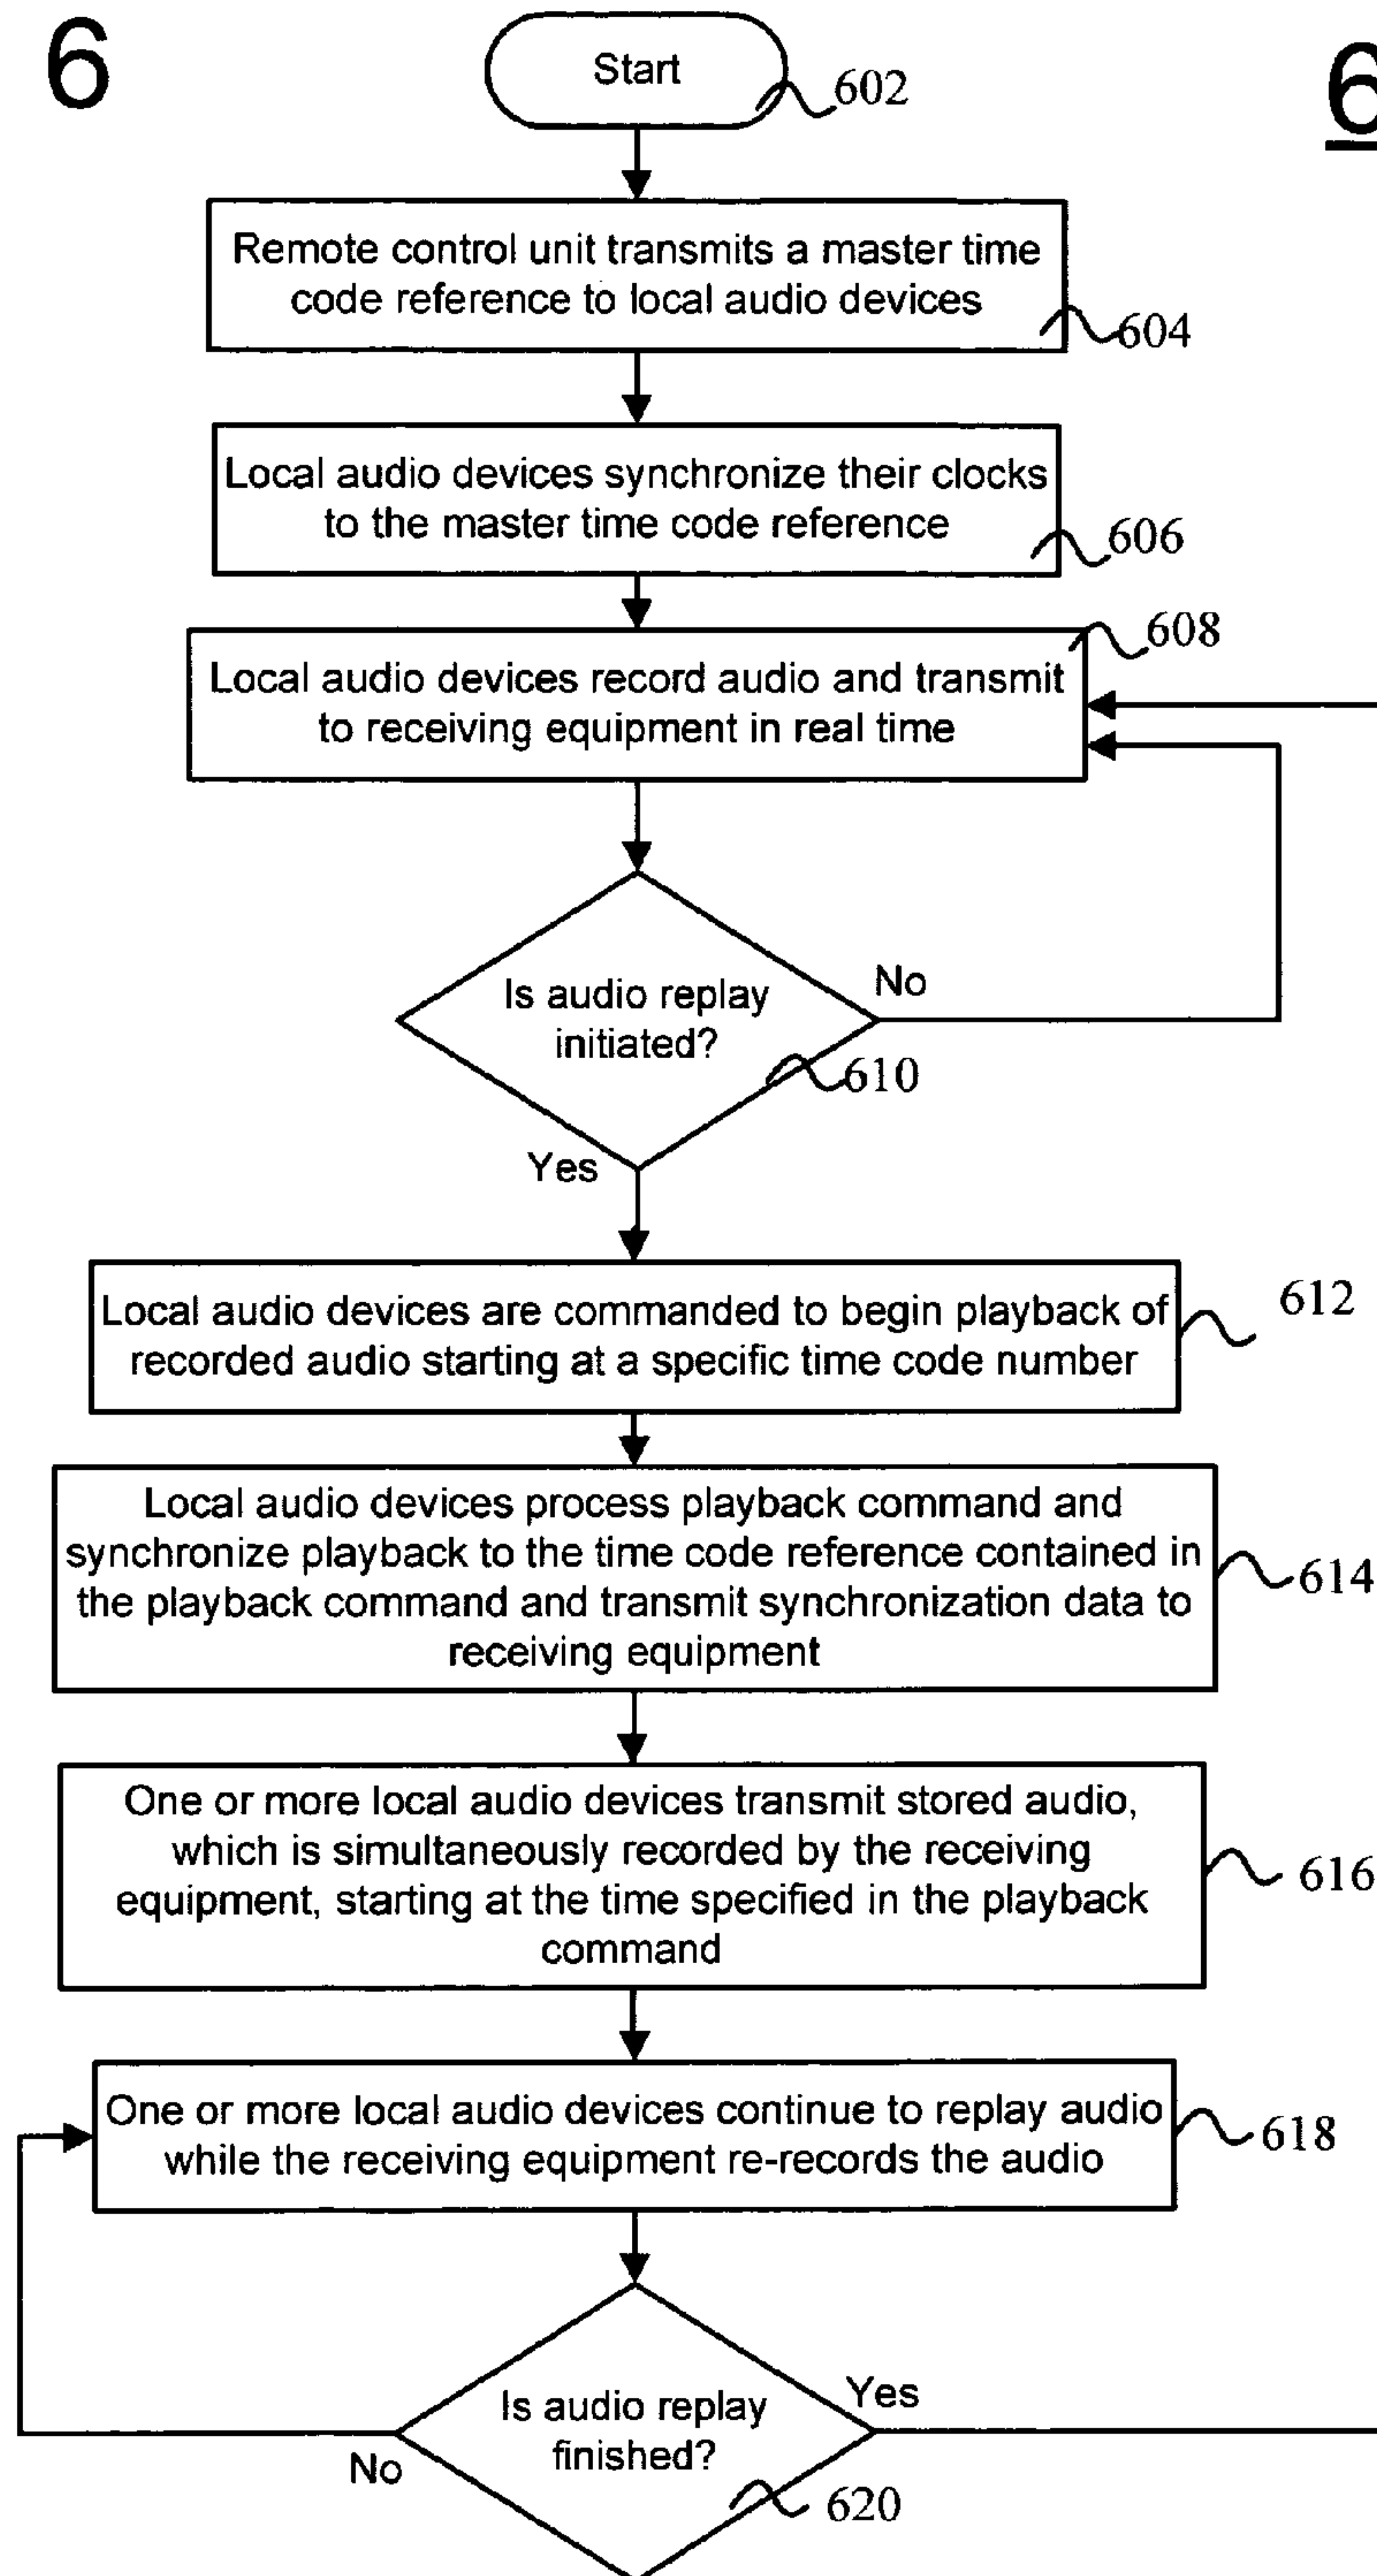 6
Start
602
6
Remote control unit transmits a master time
code reference to local audio devices
604
Local audio devices synchronize their clocks
to the master time code reference
606
608
Local audio devices record audio and transmit
to receiving equipment in real time
Is audio replay
initiated?
No
610
Yes
Local audio devices are commanded to begin playback of
recorded audio starting at a specific time code number
612
Local audio devices process playback command and
synchronize playback to the time code reference contained in
the playback command and transmit synchronization data to
receiving equipment
614
One or more local audio devices transmit stored audio,
which is simultaneously recorded by the receiving
equipment, starting at the time specified in the playback
command
616
One or more local audio devices continue to replay audio
while the receiving equipment re-records the audio
618
Is audio replay
finished?
Yes
No
620